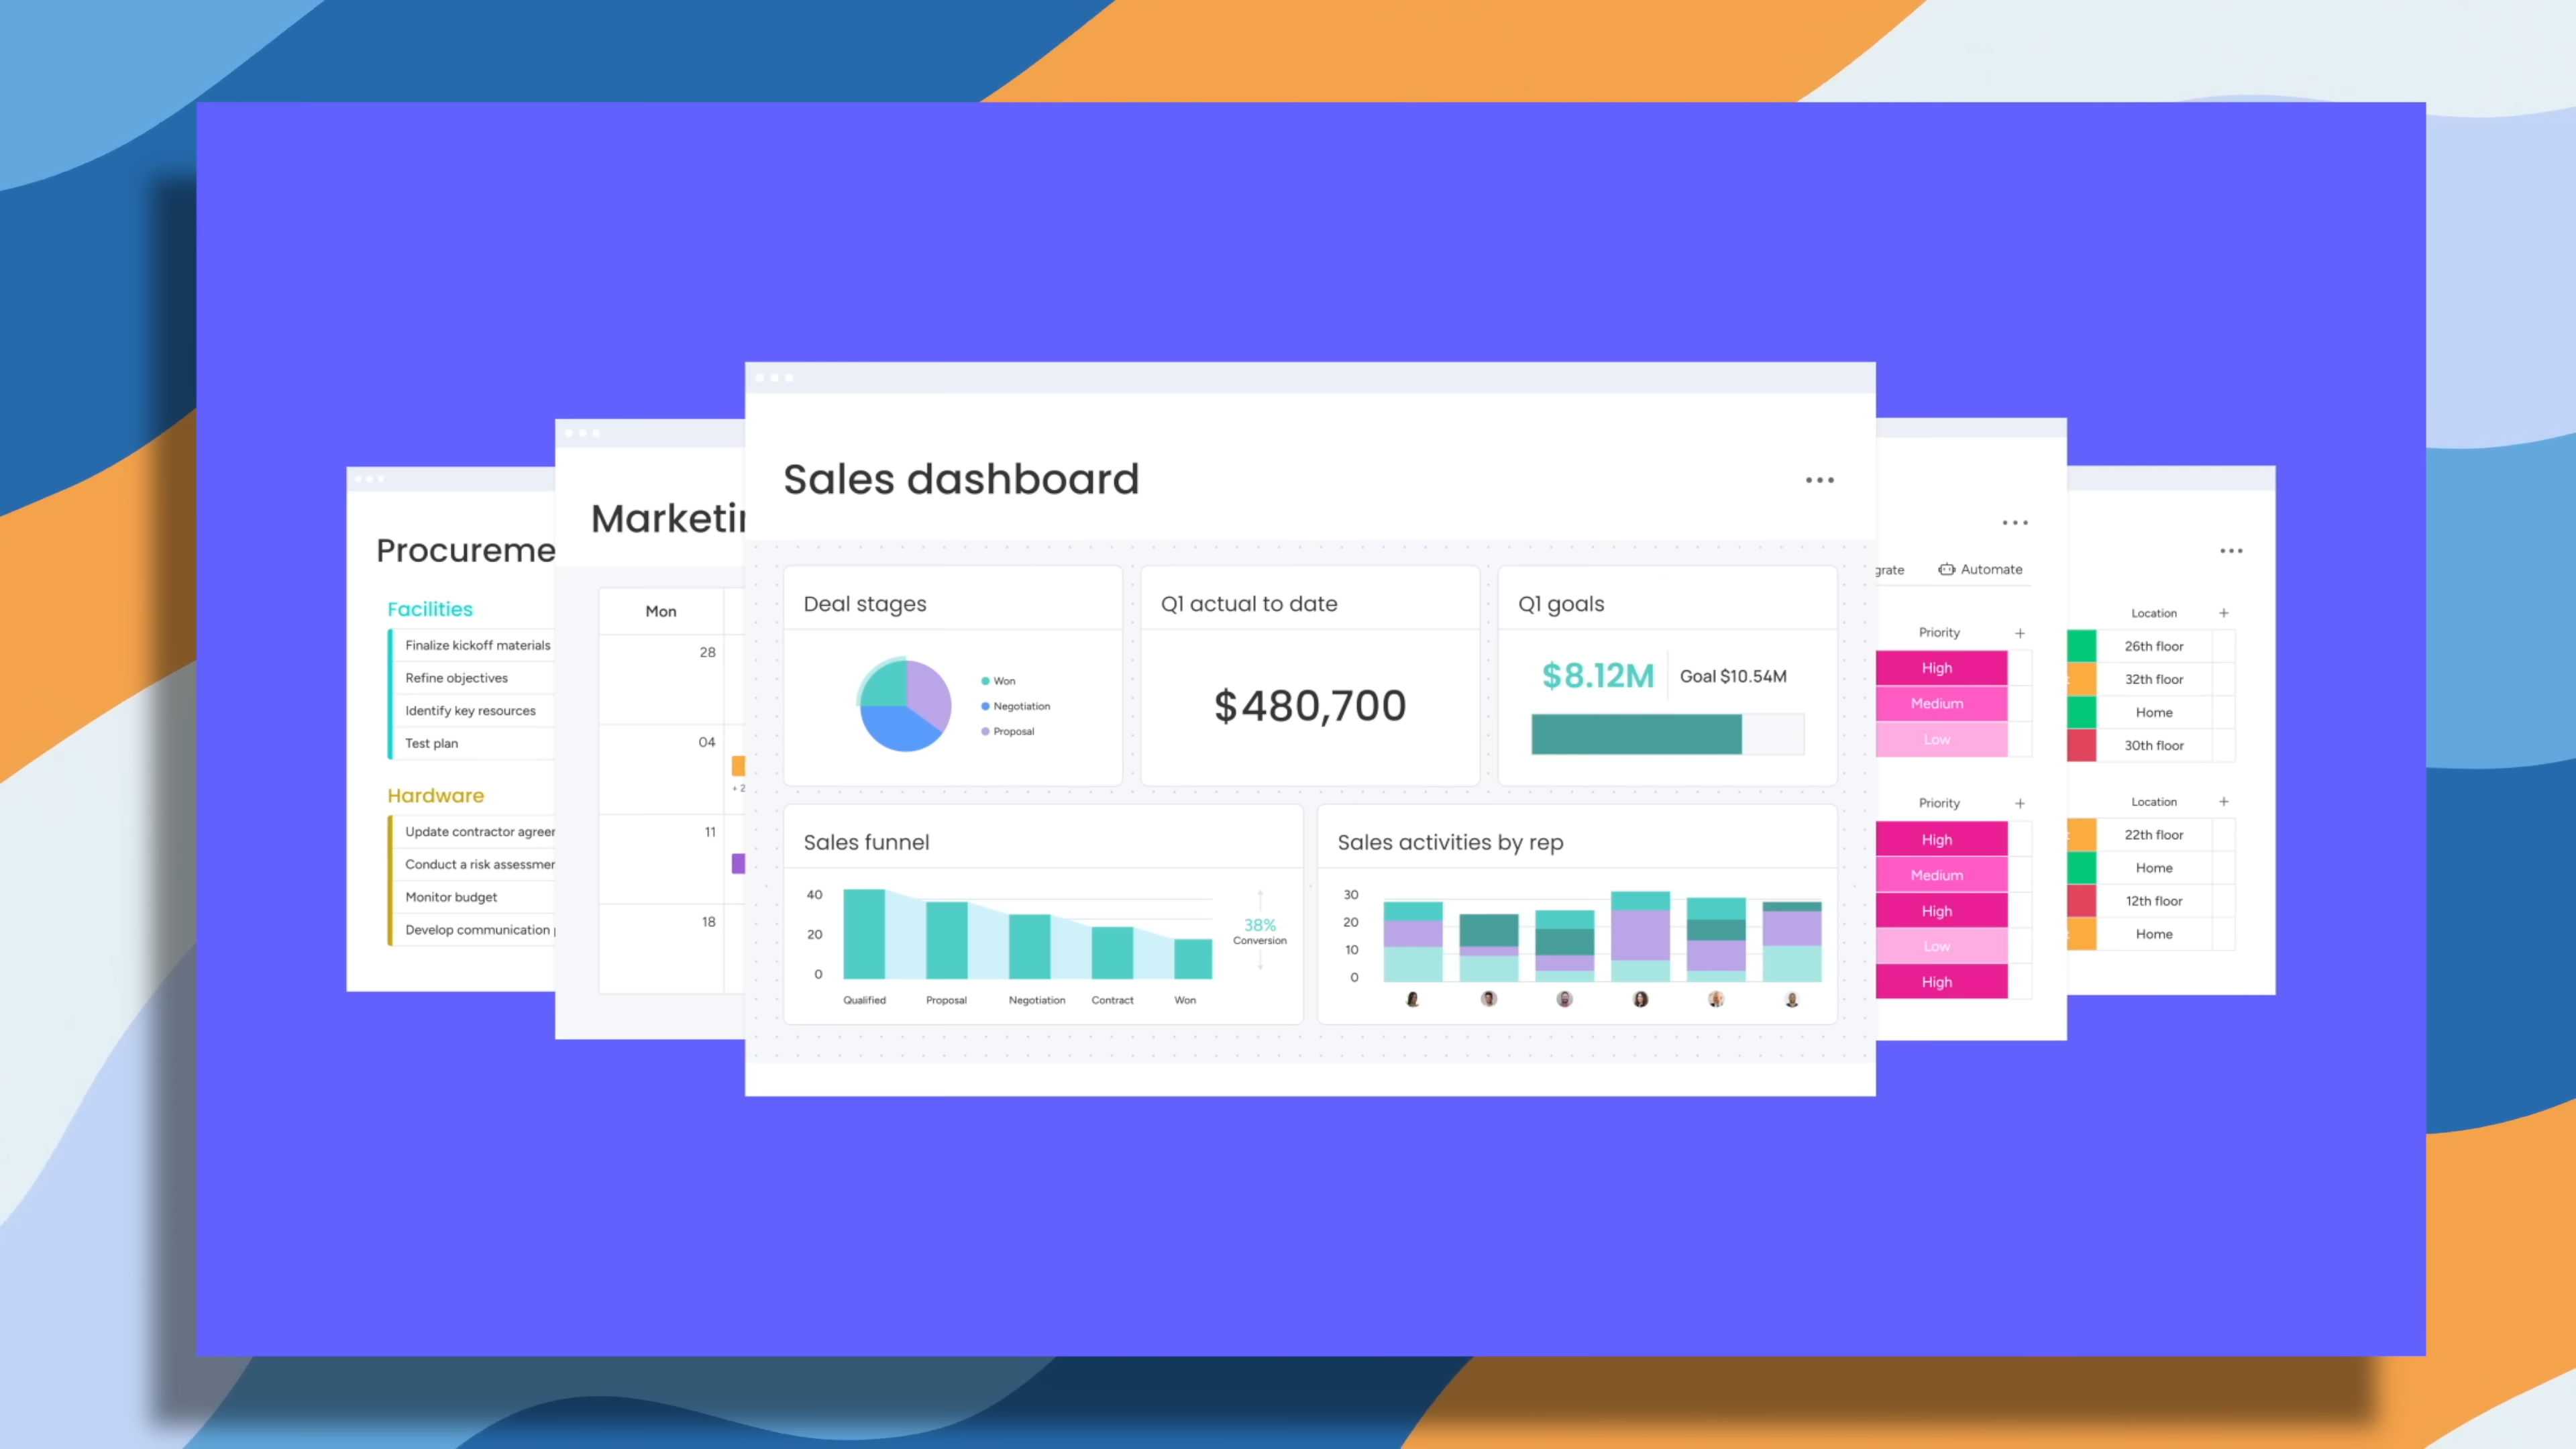 Procureme
Facilities
Finalize kickoff materials
Refine objectives
Identify key resources
Test plan
Hardware
Update contractor agreer
Conduct a risk assessmer
Monitor budget
Develop communication
Marketin
Mon
28
04
+ 2
11
18
Sales dashboard
Deal stages
Won
Negotiation
Proposal
Q1 actual to date
$480,700
Q1 goals
$8.12M
Goal $10.54M
Sales funnel
40
20
0
Qualified
Proposal
Negotiation
Contract
Won
38%
Conversion
Sales activities by rep
30
20
10
0
grate
Automate
Priority +
High
Medium
Low
Priority +
High
Medium
High
Low
High
Location +
26th floor
32th floor
Home
30th floor
Location +
22th floor
Home
12th floor
Home